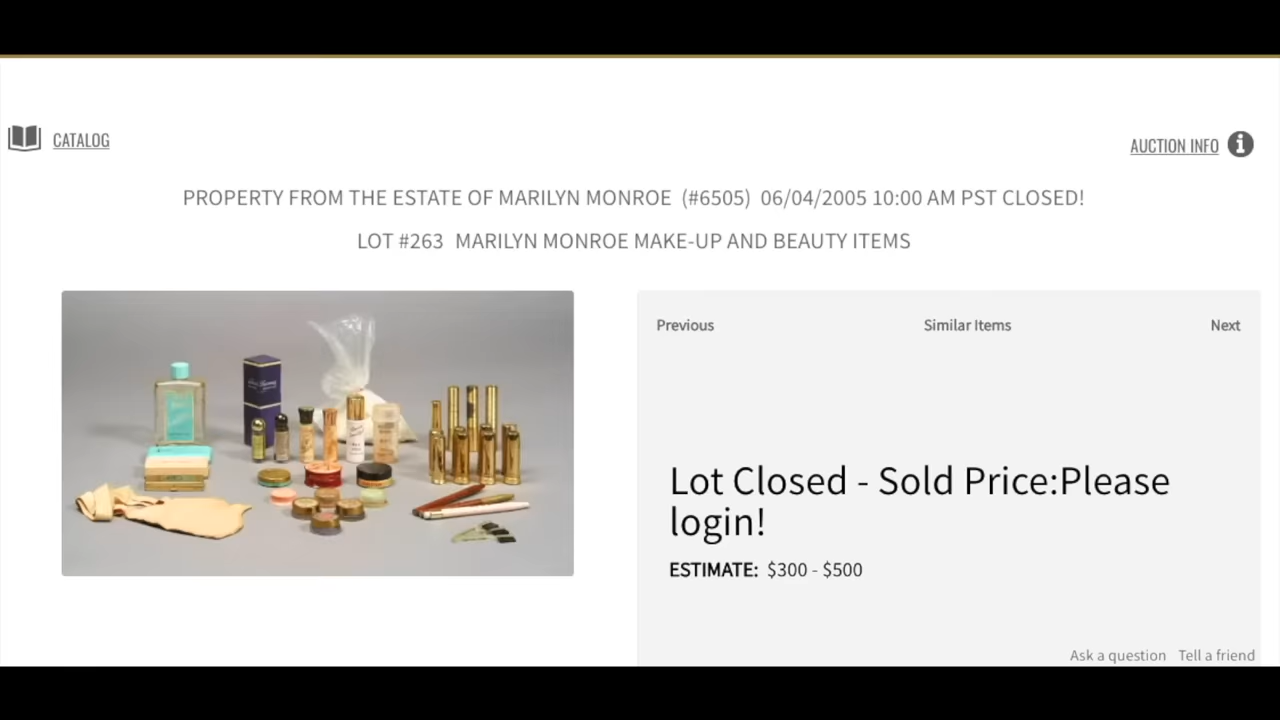 CATALOG
AUCTION INFO
PROPERTY FROM THE ESTATE OF MARILYN MONROE (#6505) 06/04/2005 10:00 AM PST CLOSED!
LOT #263 MARILYN MONROE MAKE-UP AND BEAUTY ITEMS
Previous Similar Items Next
Lot Closed - Sold Price:Please
login!
ESTIMATE: $300 - $500
Ask a question Tell a friend